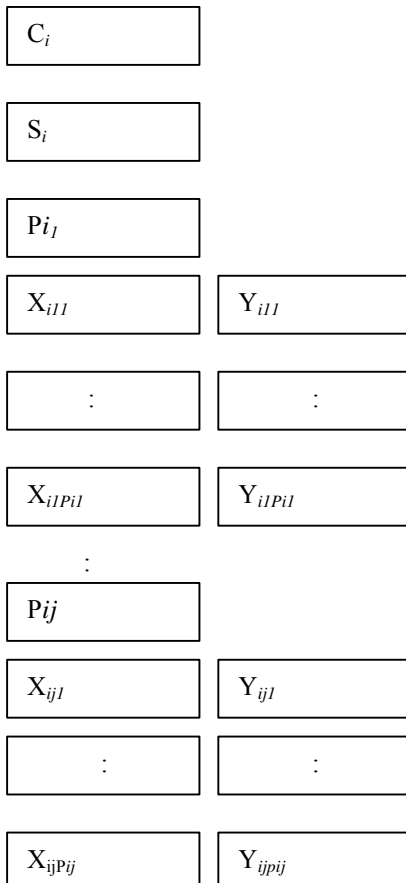 C𝑖
S𝑖
P𝑖1
X𝑖11 Y𝑖11
: :
X𝑖1P𝑖1 Y𝑖1P𝑖1
:
P𝑖𝑗
X𝑖𝑗1 Y𝑖𝑗1
: :
XijP𝑖𝑗 Y𝑖𝑗p𝑖𝑗